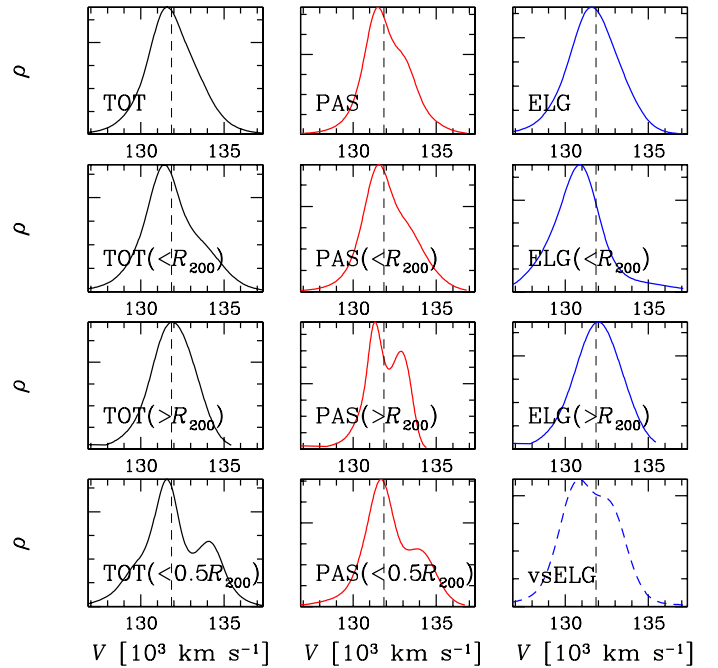 ρ TOT PAS ELG
130 135 130 135 130 135
ρ TOT(<R₂₀₀) PAS(<R₂₀₀) ELG(<R₂₀₀)
130 135 130 135 130 135
ρ TOT(>R₂₀₀) PAS(>R₂₀₀) ELG(>R₂₀₀)
130 135 130 135 130 135
ρ TOT(<0.5R₂₀₀) PAS(<0.5R₂₀₀) vsELG
130 135 130 135 130 135
V [10³ km s⁻¹] V [10³ km s⁻¹] V [10³ km s⁻¹]